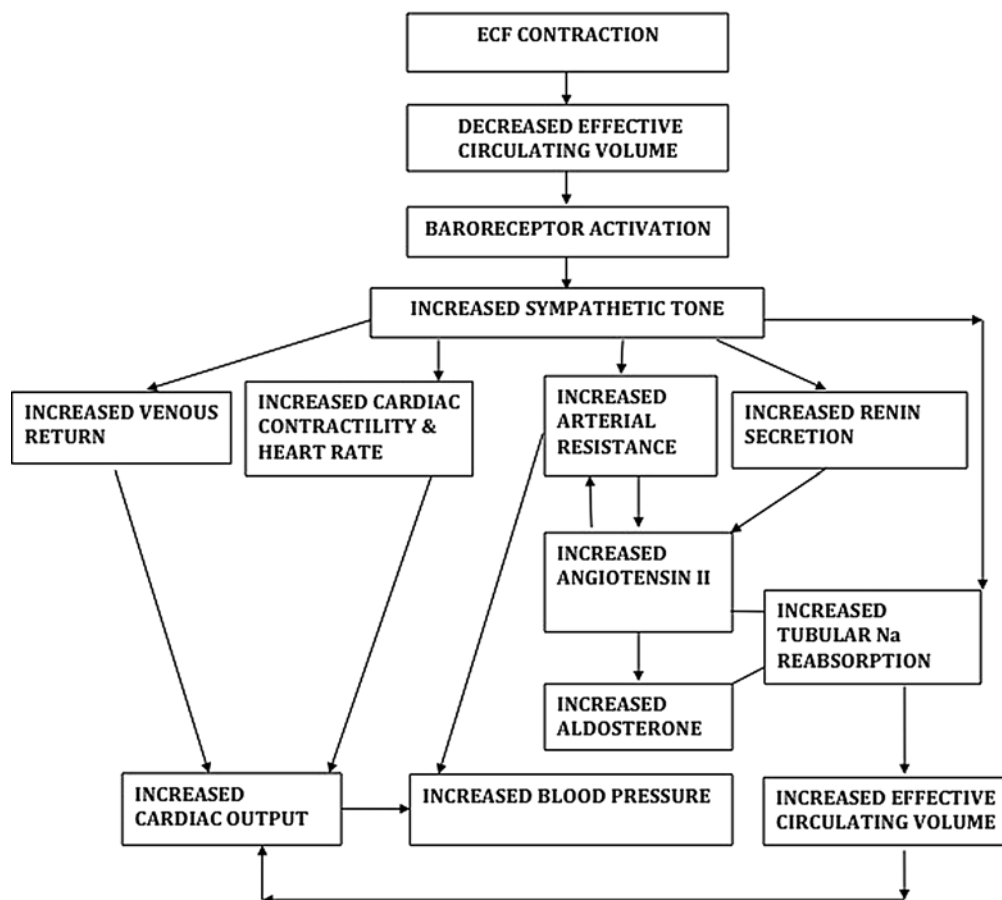 ECF CONTRACTION
DECREASED EFFECTIVE
CIRCULATING VOLUME
BARORECEPTOR ACTIVATION
INCREASED SYMPATHETIC TONE
INCREASED VENOUS
RETURN
INCREASED CARDIAC
CONTRACTILITY &
HEART RATE
INCREASED
ARTERIAL
RESISTANCE
INCREASED RENIN
SECRETION
INCREASED
ANGIOTENSIN II
INCREASED
TUBULAR Na
REABSORPTION
INCREASED
ALDOSTERONE
INCREASED
CARDIAC OUTPUT
INCREASED BLOOD PRESSURE
INCREASED EFFECTIVE
CIRCULATING VOLUME